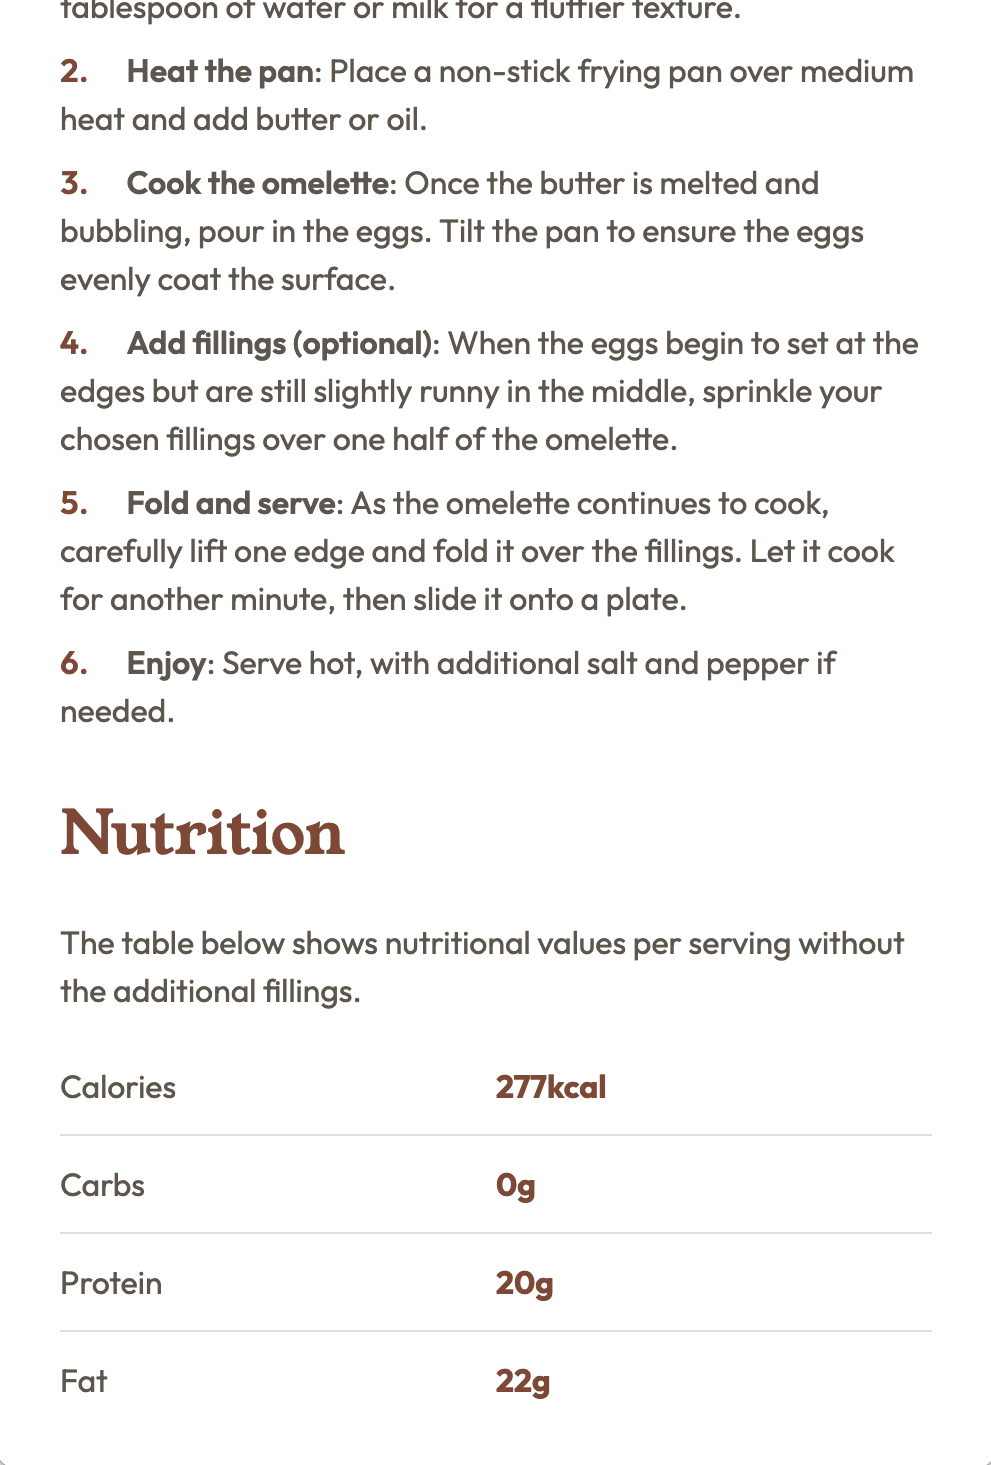 tablespoon of water or milk for a fluffier texture.
2. Heat the pan: Place a non-stick frying pan over medium
heat and add butter or oil.
3. Cook the omelette: Once the butter is melted and
bubbling, pour in the eggs. Tilt the pan to ensure the eggs
evenly coat the surface.
4. Add fillings (optional): When the eggs begin to set at the
edges but are still slightly runny in the middle, sprinkle your
chosen fillings over one half of the omelette.
5. Fold and serve: As the omelette continues to cook,
carefully lift one edge and fold it over the fillings. Let it cook
for another minute, then slide it onto a plate.
6. Enjoy: Serve hot, with additional salt and pepper if
needed.
Nutrition
The table below shows nutritional values per serving without
the additional fillings.
Calories 277kcal
Carbs 0g
Protein 20g
Fat 22g